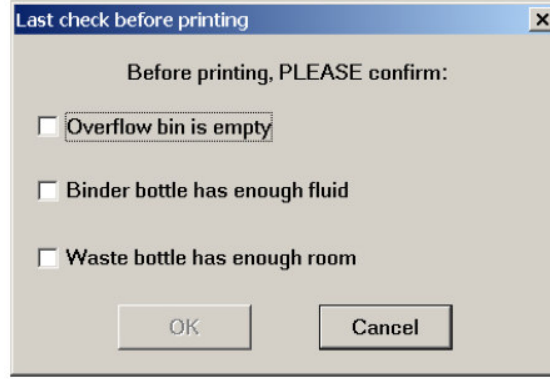 Last check before printing
Before printing, PLEASE confirm:
Overflow bin is empty
Binder bottle has enough fluid
Waste bottle has enough room
OK Cancel